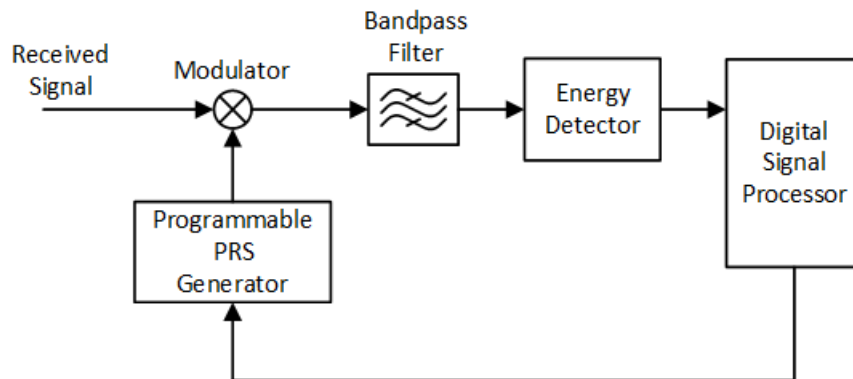 Received
Signal
Modulator
Bandpass
Filter
Energy
Detector
Digital
Signal
Processor
Programmable
PRS
Generator